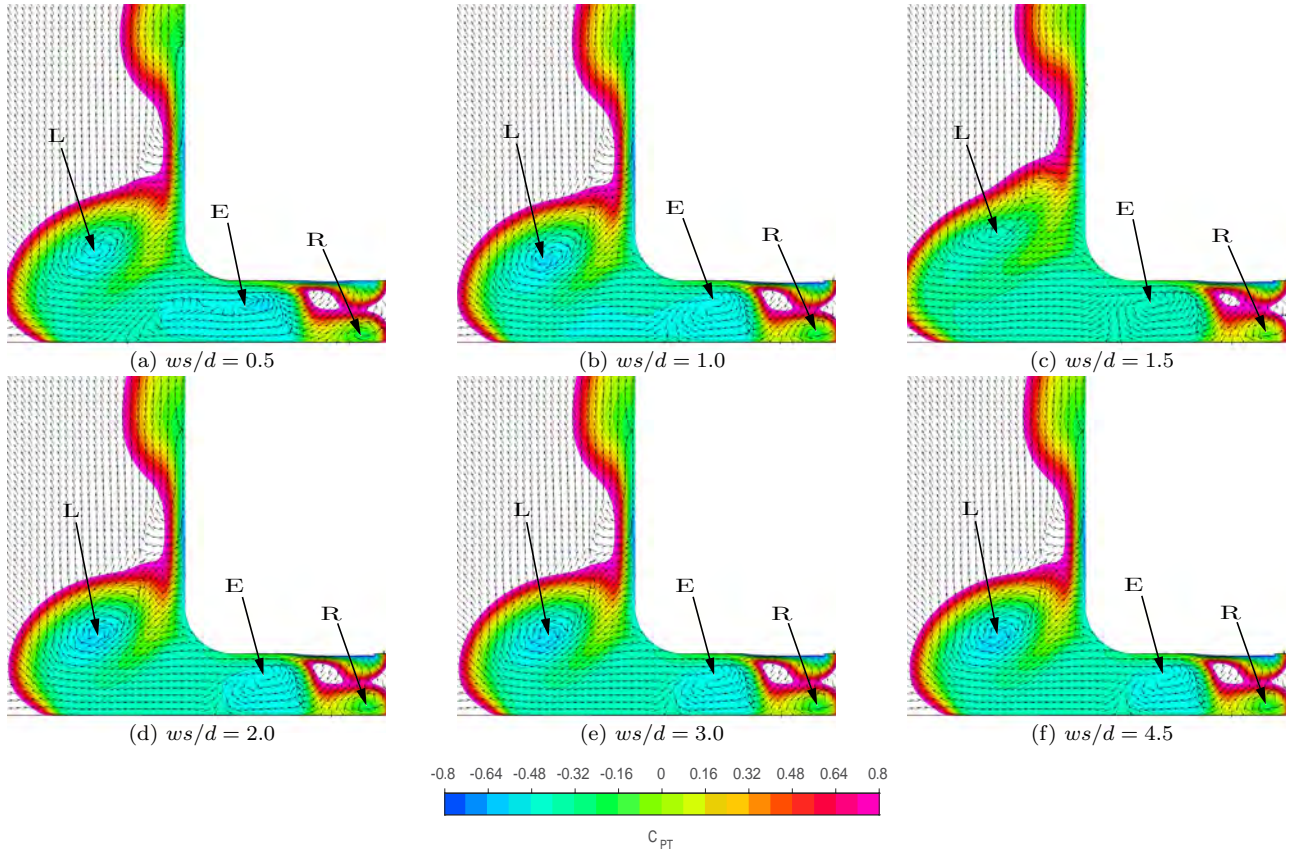 L
E
R
(a) ws/d = 0.5
L
E
R
(b) ws/d = 1.0
L
E
R
(c) ws/d = 1.5
L
E
R
(d) ws/d = 2.0
L
E
R
(e) ws/d = 3.0
L
E
R
(f) ws/d = 4.5
-0.8 -0.64 -0.48 -0.32 -0.16 0 0.16 0.32 0.48 0.64 0.8
C_PT